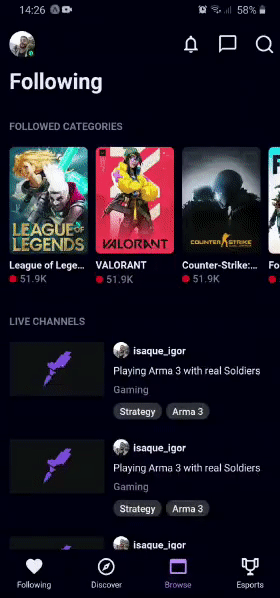 14:26
58%
Following
FOLLOWED CATEGORIES
LEAGUE OF
LEGENDS
VALORANT
COUNTER STRIKE
League of Lege...
VALORANT
Counter-Strike:...
Fo
51.9K
51.9K
51.9K
LIVE CHANNELS
isaque_igor
Playing Arma 3 with real Soldiers
Gaming
Strategy
Arma 3
isaque_igor
Playing Arma 3 with real Soldiers
Gaming
Strategy
Arma 3
isaque_igor
Following
Discover
Browse
Esports